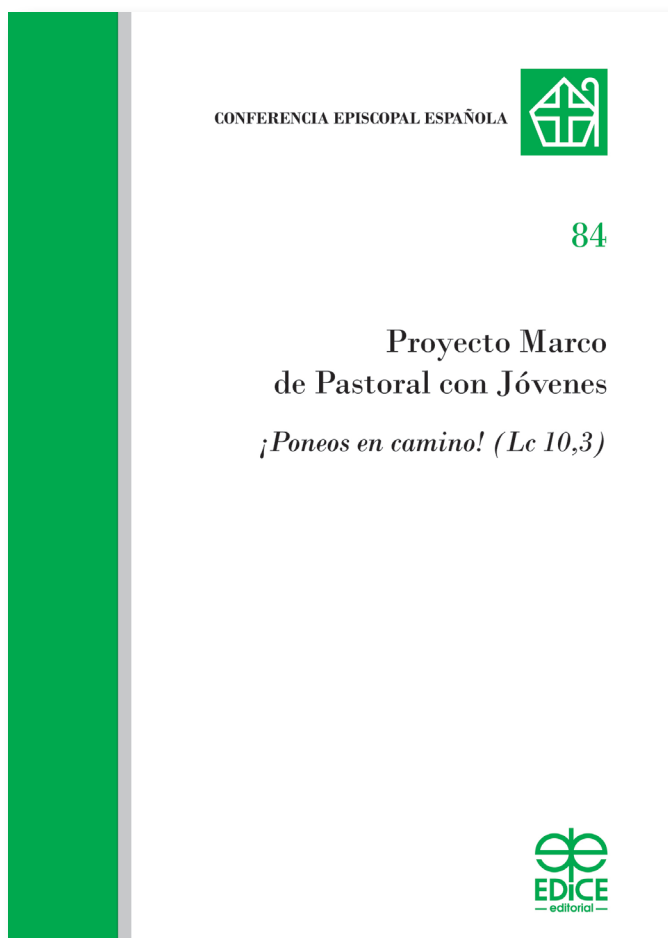 CONFERENCIA EPISCOPAL ESPAÑOLA
84
Proyecto Marco
de Pastoral con Jóvenes
¡Poneos en camino! (Lc 10,3)
EDICE
editorial